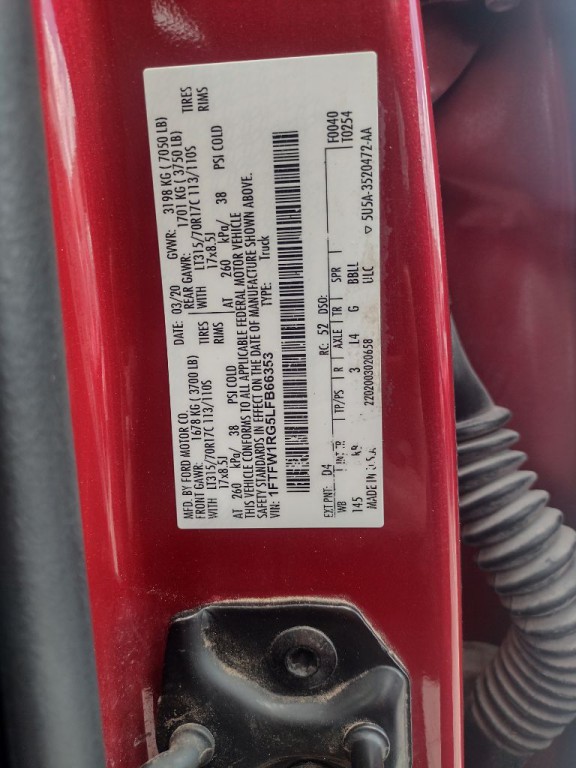 MFD. BY FORD MOTOR CO. DATE: 03/20 GVWR: 3198 KG ( 7050 LB)
FRONT GAWR: 1678 KG ( 3700 LB) REAR GAWR: 1701 KG ( 3750 LB)
WITH LT315/70R17C 113/110S TIRES WITH LT315/70R17C 113/110S TIRES
17x8.5J RIMS 17x8.5J RIMS
AT 260 kPa/ 38 PSI COLD AT 260 kPa/ 38 PSI COLD
THIS VEHICLE CONFORMS TO ALL APPLICABLE FEDERAL MOTOR VEHICLE
SAFETY STANDARDS IN EFFECT ON THE DATE OF MANUFACTURE SHOWN ABOVE.
VIN: 1FTFW1RG5LFB66353 TYPE: Truck
F0040
T0254
EXT PNT: D4 RC: 52 DSO:
WB INT TR TP/PS R AXLE TR SPR
145 3 L4 G BBLL
MADE IN U.S.A. 2202003020658 ULC ▽ 5U5A-3520472-AA